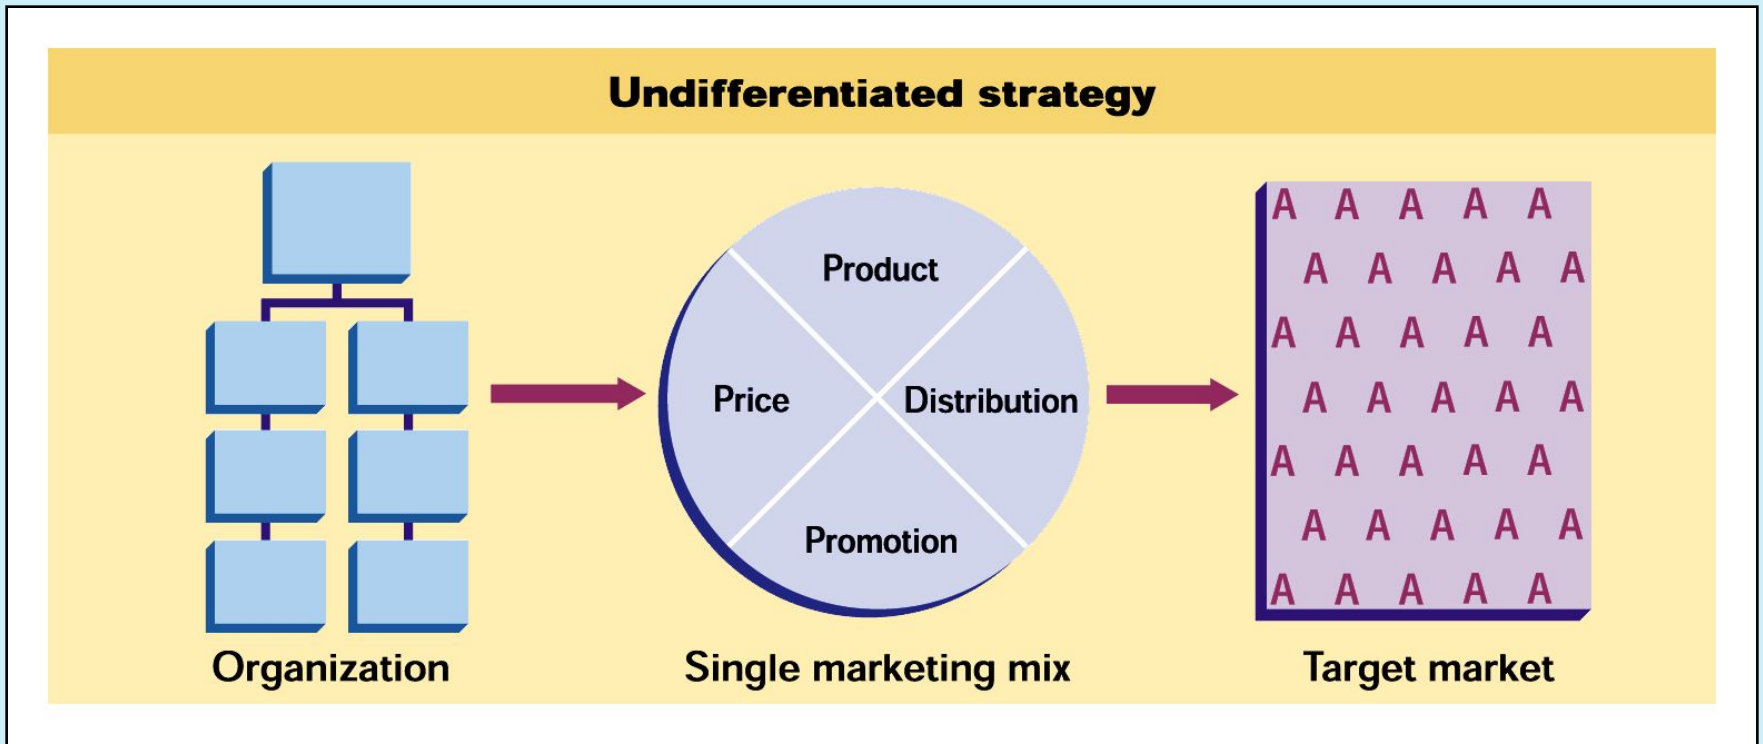 Undifferentiated strategy
Product
Price
Distribution
Promotion
A A A A A
A A A A A
A A A A A
A A A A A
A A A A A
A A A A A
A A A A A
Organization
Single marketing mix
Target market